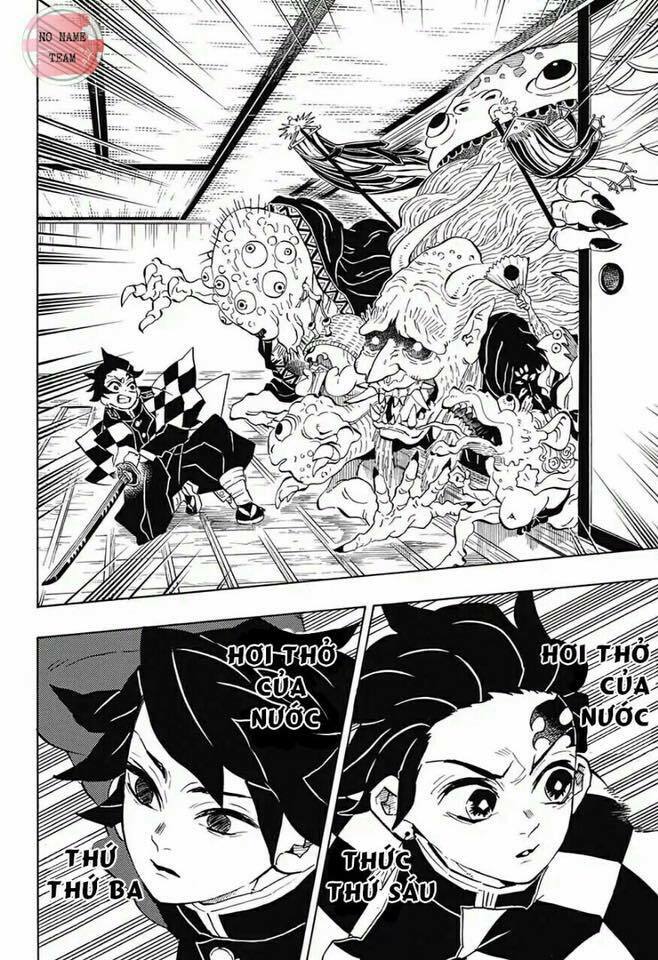 NO NAME
TEAM
HƠI THỞ
CỦA
NƯỚC
THỨC
THỨ SÁU
HƠI THỞ
CỦA
NƯỚC
THỨ
THỨ BA